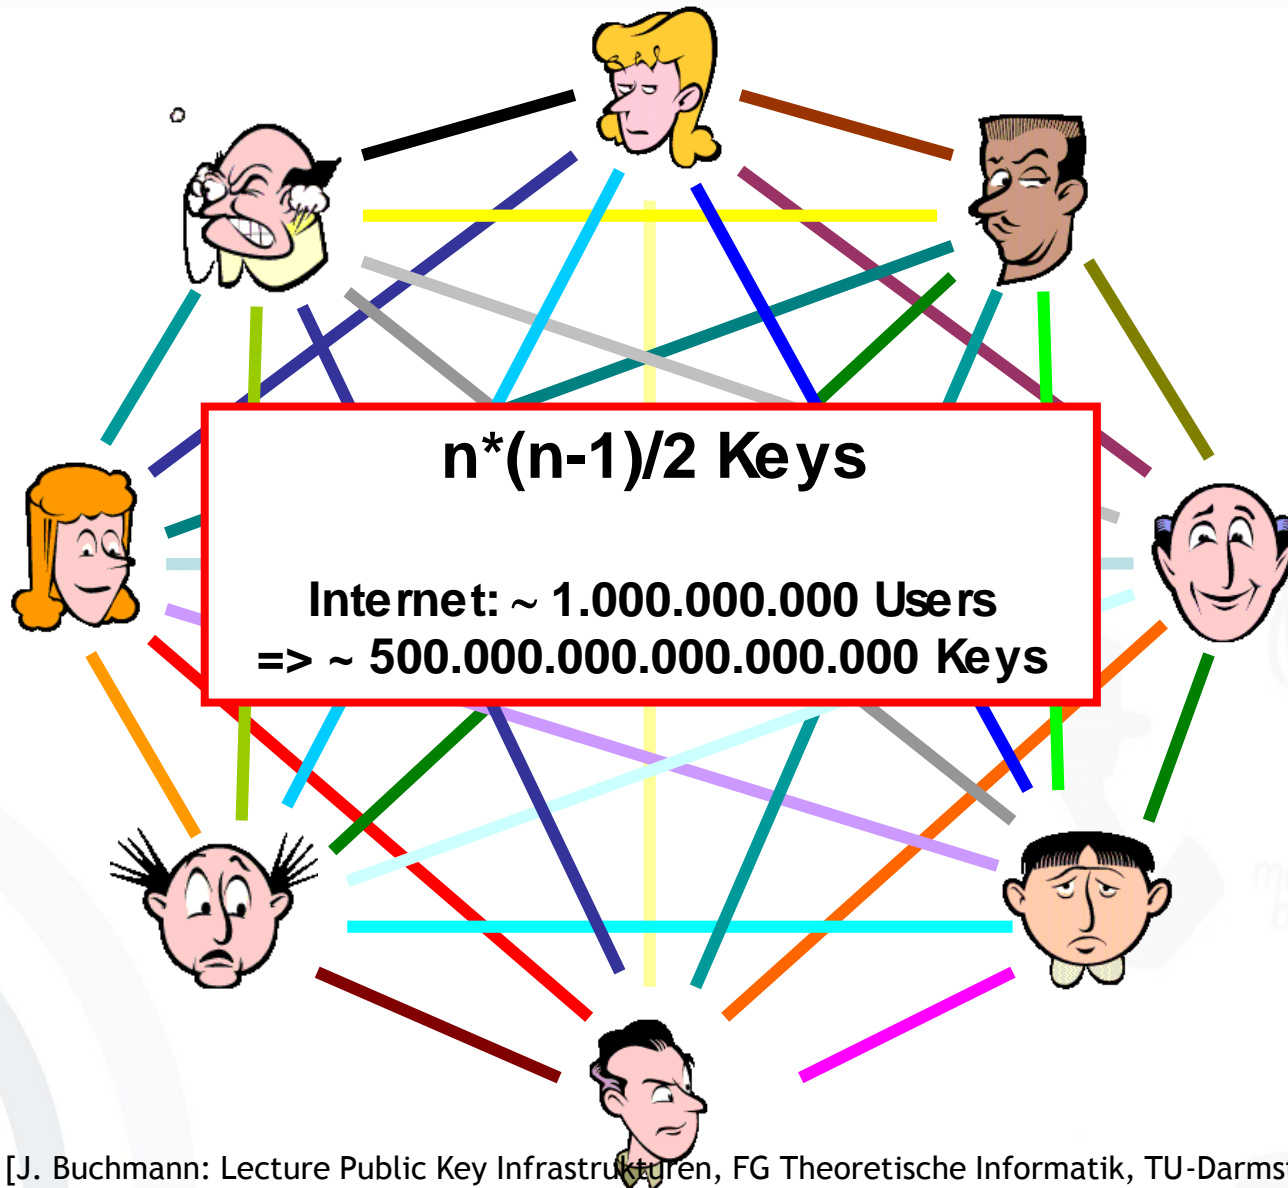 n*(n-1)/2 Keys
Internet: ~ 1.000.000.000 Users
=> ~ 500.000.000.000.000.000 Keys
[J. Buchmann: Lecture Public Key Infrastrukturen, FG Theoretische Informatik, TU-Darms